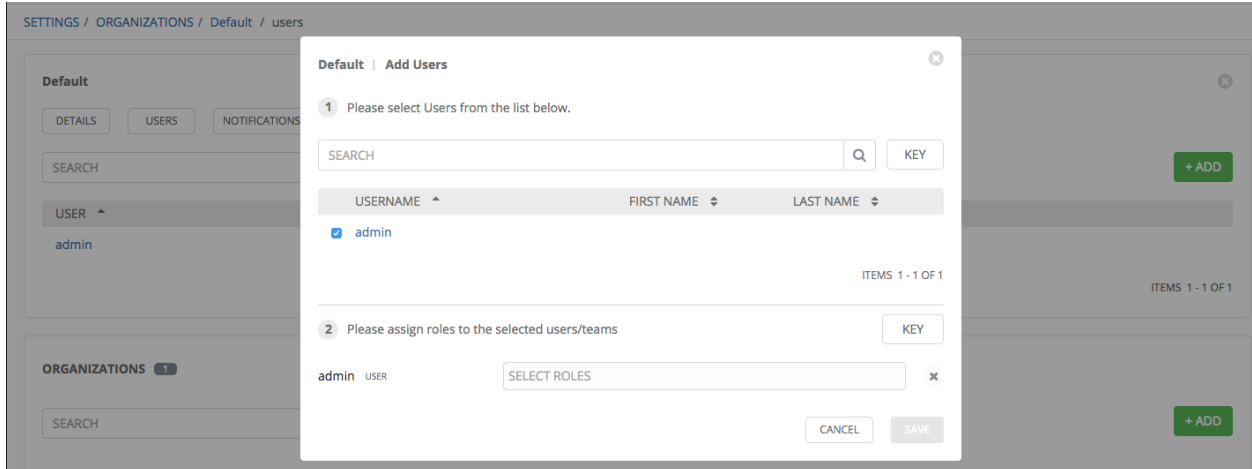 SETTINGS / ORGANIZATIONS / Default / users
Default
DETAILS USERS NOTIFICATIONS
SEARCH
+ ADD
USER
admin
ITEMS 1 - 1 OF 1
ORGANIZATIONS 1
SEARCH
+ ADD
Default | Add Users
1 Please select Users from the list below.
SEARCH KEY
USERNAME FIRST NAME LAST NAME
admin
ITEMS 1 - 1 OF 1
2 Please assign roles to the selected users/teams KEY
admin USER SELECT ROLES
CANCEL SAVE